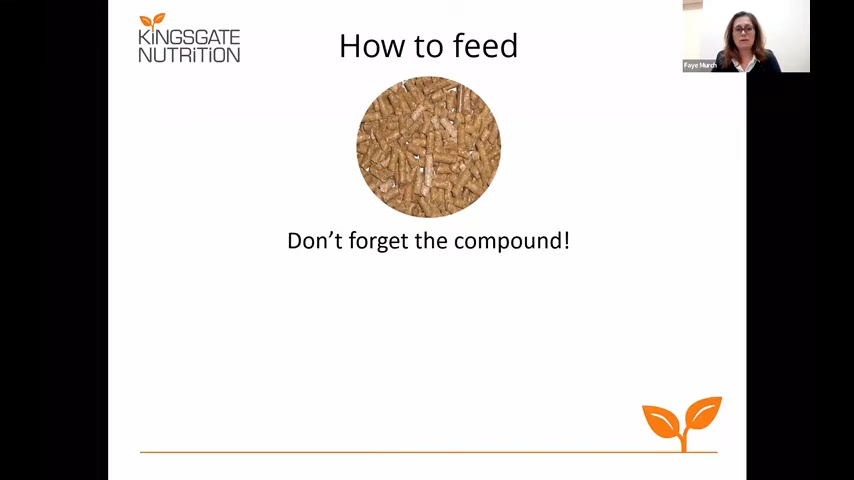 KINGSGATE
NUTRITION
How to feed
Faye Murch
Don't forget the compound!